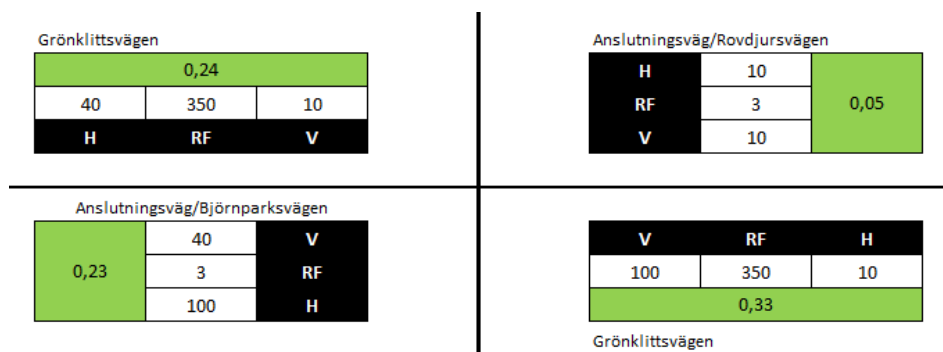 Grönklittsvägen
0,24
40 350 10
H RF V
Anslutningsväg/Rovdjursvägen
H 10
RF 3 0,05
V 10
Anslutningsväg/Björnparksvägen
40 V
0,23 3 RF
100 H
V RF H
100 350 10
0,33
Grönklittsvägen